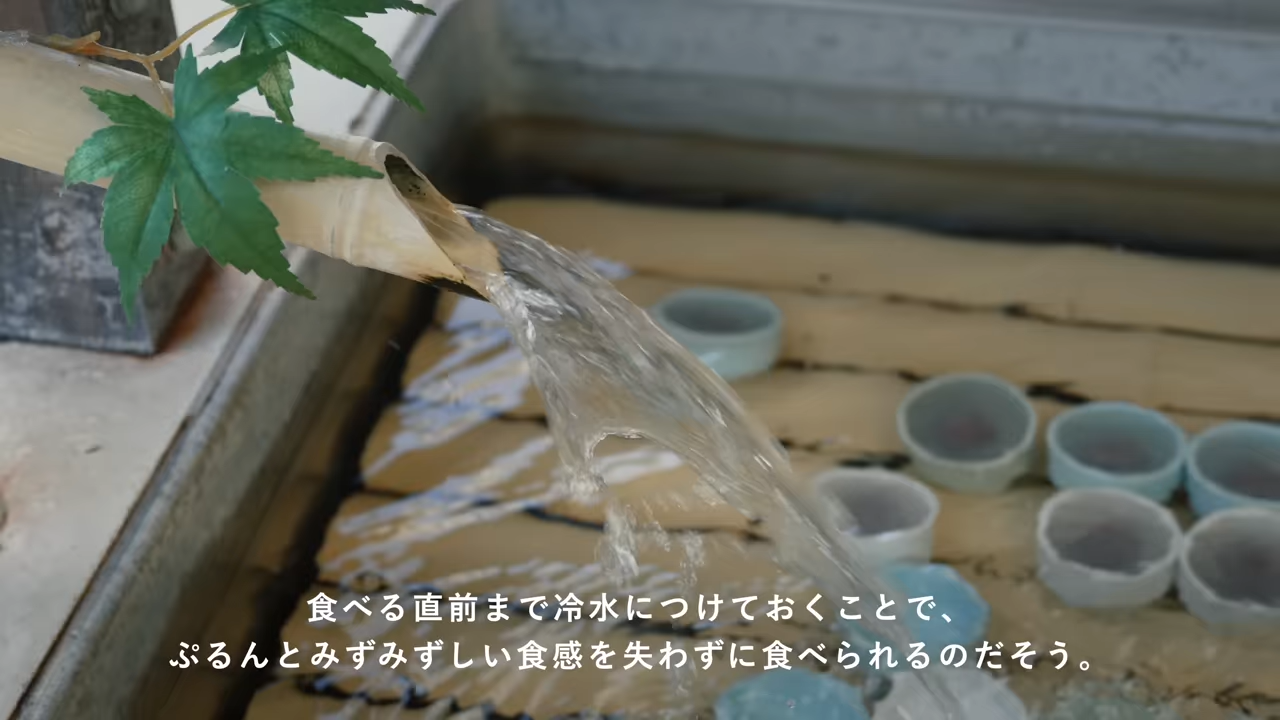 食べる直前まで冷水につけておくことで、
ぷるんとみずみずしい食感を失わずに食べられるのだそう。